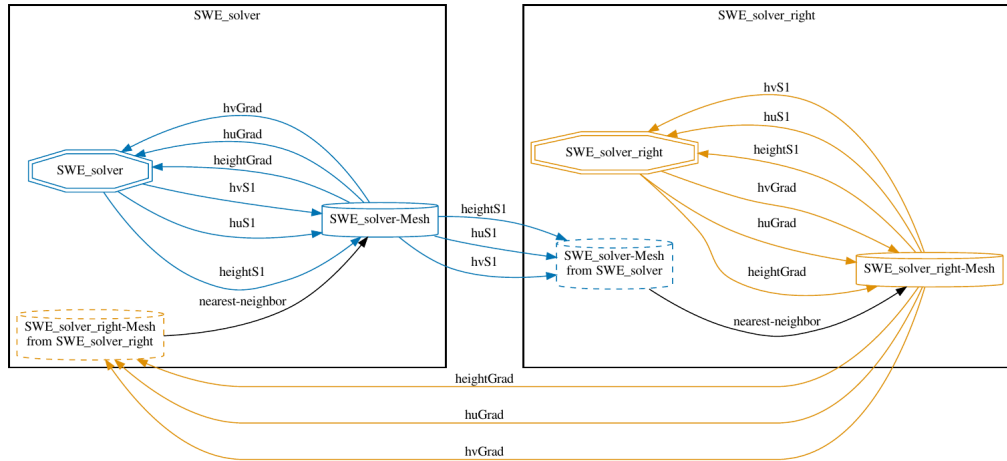 SWE_solver
SWE_solver_right
hvGrad
huGrad
heightGrad
SWE_solver
hvS1
huS1
heightS1
SWE_solver-Mesh
nearest-neighbor
SWE_solver_right-Mesh
from SWE_solver_right
heightS1
huS1
hvS1
SWE_solver-Mesh
from SWE_solver
hvS1
huS1
heightS1
SWE_solver_right
hvGrad
huGrad
heightGrad
SWE_solver_right-Mesh
nearest-neighbor
heightGrad
huGrad
hvGrad